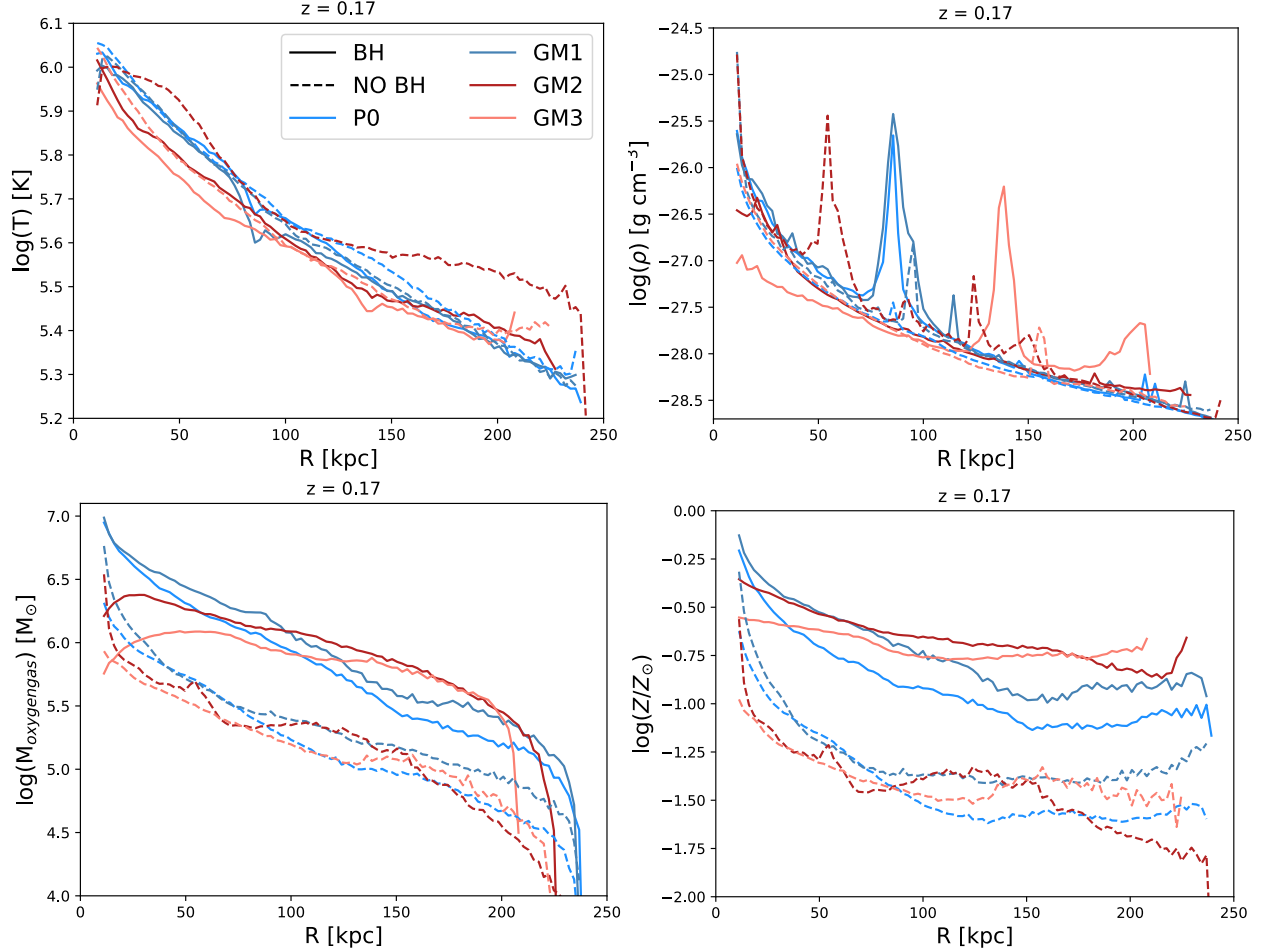 z = 0.17
6.1
6.0
5.9
5.8
5.7
5.6
5.5
5.4
5.3
5.2
log(T) [K]
BH
NO BH
P0
GM1
GM2
GM3
0 50 100 150 200 250
R [kpc]
z = 0.17
−24.5
−25.0
−25.5
−26.0
−26.5
−27.0
−27.5
−28.0
−28.5
log(ρ) [g cm⁻³]
0 50 100 150 200 250
R [kpc]
z = 0.17
7.0
6.5
6.0
5.5
5.0
4.5
4.0
log(M_oxygengas) [M_⊙]
0 50 100 150 200 250
R [kpc]
z = 0.17
0.00
−0.25
−0.50
−0.75
−1.00
−1.25
−1.50
−1.75
−2.00
log(Z/Z_⊙)
0 50 100 150 200 250
R [kpc]